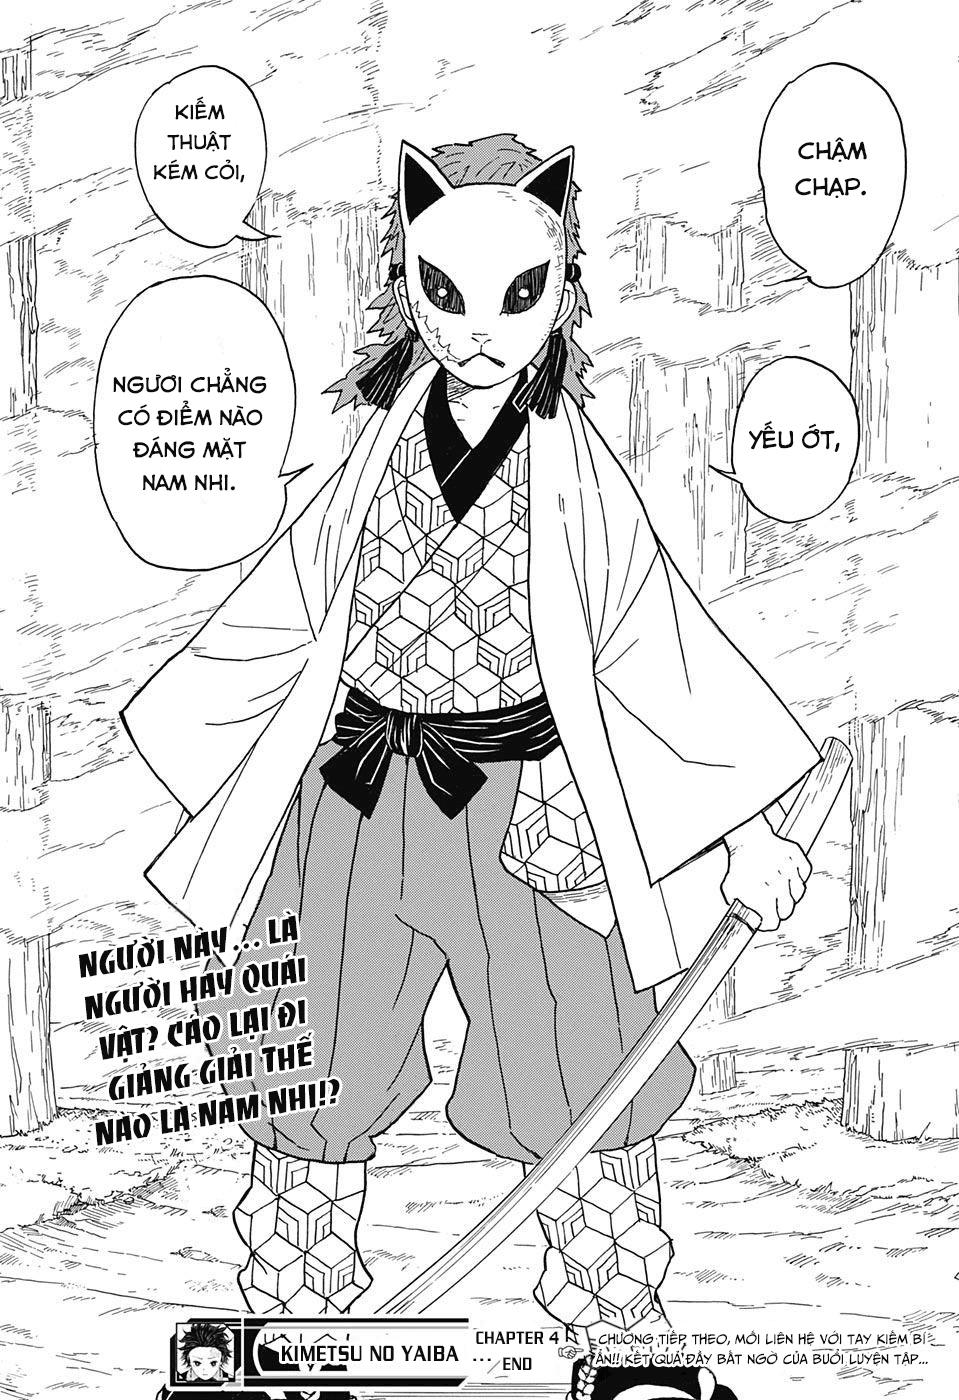 CHẬM
CHẠP.
YẾU ỚT,
KIẾM
THUẬT
KÉM CỎI,
NGƯƠI CHẲNG
CÓ ĐIỂM NÀO
ĐÁNG MẶT
NAM NHI.
NGƯỜI NÀY... LÀ
NGƯỜI HAY QUÁI
VẬT? CÁO LẠI ĐI
GIẢNG GIẢI THẾ
NÀO LÀ NAM NHI!?
KIMETSU NO YAIBA ...
CHAPTER 4
END
CHƯƠNG TIẾP THEO, MỐI LIÊN HỆ VỚI TAY KIẾM BÍ
ẨN!! KẾT QUẢ ĐẦY BẤT NGỜ CỦA BUỔI LUYỆN TẬP...